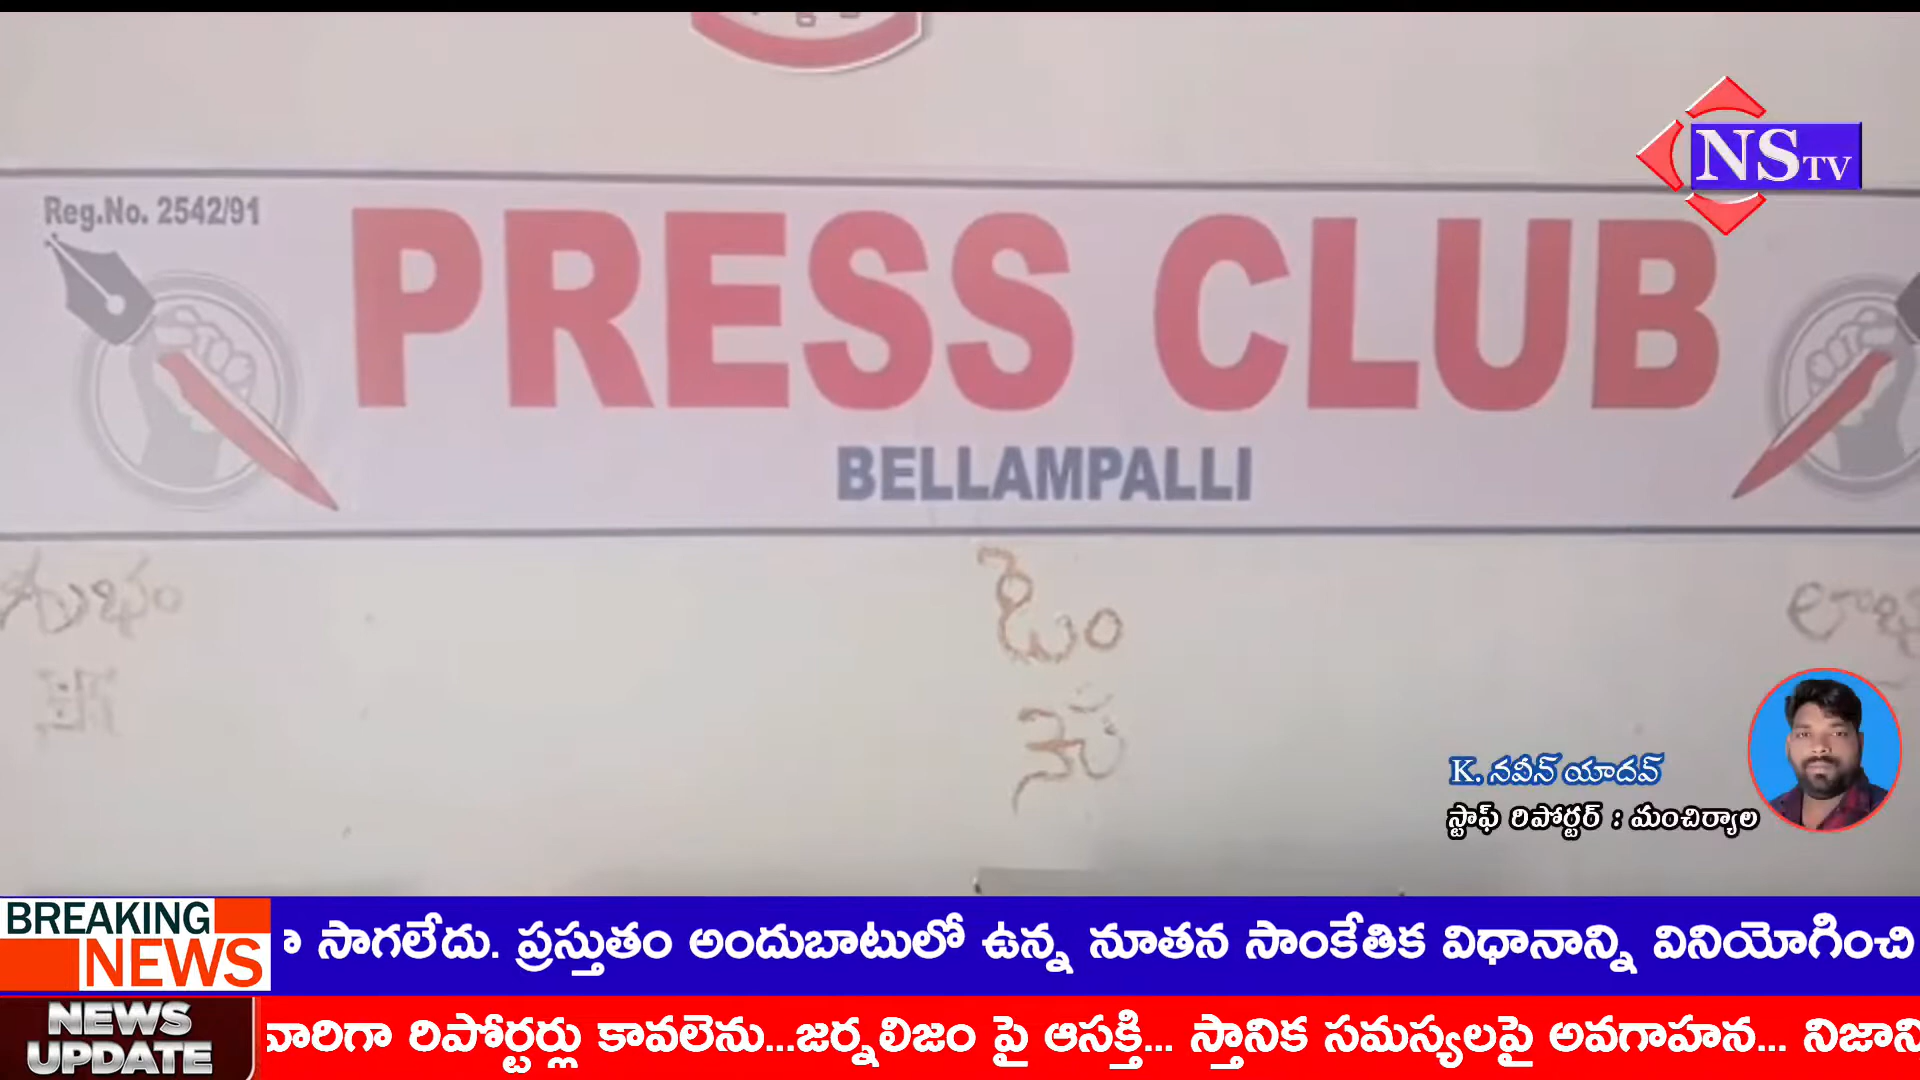 NSTV
Reg.No. 2542/91
PRESS CLUB
BELLAMPALLI
శుభం
ఓం
K. నవీన్ యాదవ్
స్టాఫ్ రిపోర్టర్ : మంచిర్యాల
BREAKING
NEWS
సాగలేదు. ప్రస్తుతం అందుబాటులో ఉన్న నూతన సాంకేతిక విధానాన్ని వినియోగించి
NEWS
UPDATE
వారిగా రిపోర్టర్లు కావలెను...జర్నలిజం పై ఆసక్తి... స్తానిక సమస్యలపై అవగాహన...